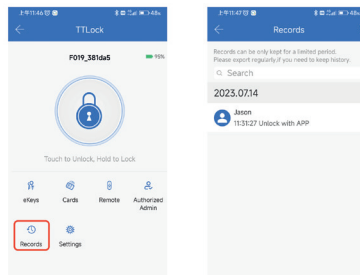 上午11:46
48%
TTLock
F019_381da5
95%
Touch to Unlock, Hold to Lock
eKeys
Cards
Remote
Authorized
Admin
Records
Settings
上午11:47
48%
Records
Records can be only kept for a limited period.
Please export regularly,if you need to keep history.
Search
2023.07.14
Jason
11:31:27 Unlock with APP